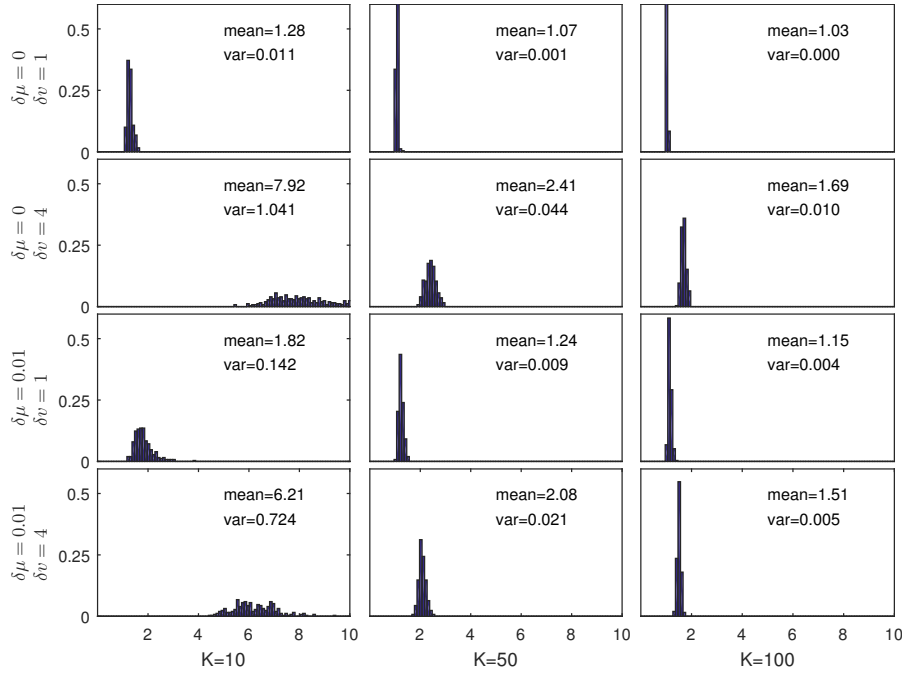 0.5
0.25
0
δμ = 0
δv = 1
mean=1.28
var=0.011
mean=1.07
var=0.001
mean=1.03
var=0.000
0.5
0.25
0
δμ = 0
δv = 4
mean=7.92
var=1.041
mean=2.41
var=0.044
mean=1.69
var=0.010
0.5
0.25
0
δμ = 0.01
δv = 1
mean=1.82
var=0.142
mean=1.24
var=0.009
mean=1.15
var=0.004
0.5
0.25
0
δμ = 0.01
δv = 4
mean=6.21
var=0.724
mean=2.08
var=0.021
mean=1.51
var=0.005
2 4 6 8 10
2 4 6 8 10
2 4 6 8 10
K=10
K=50
K=100